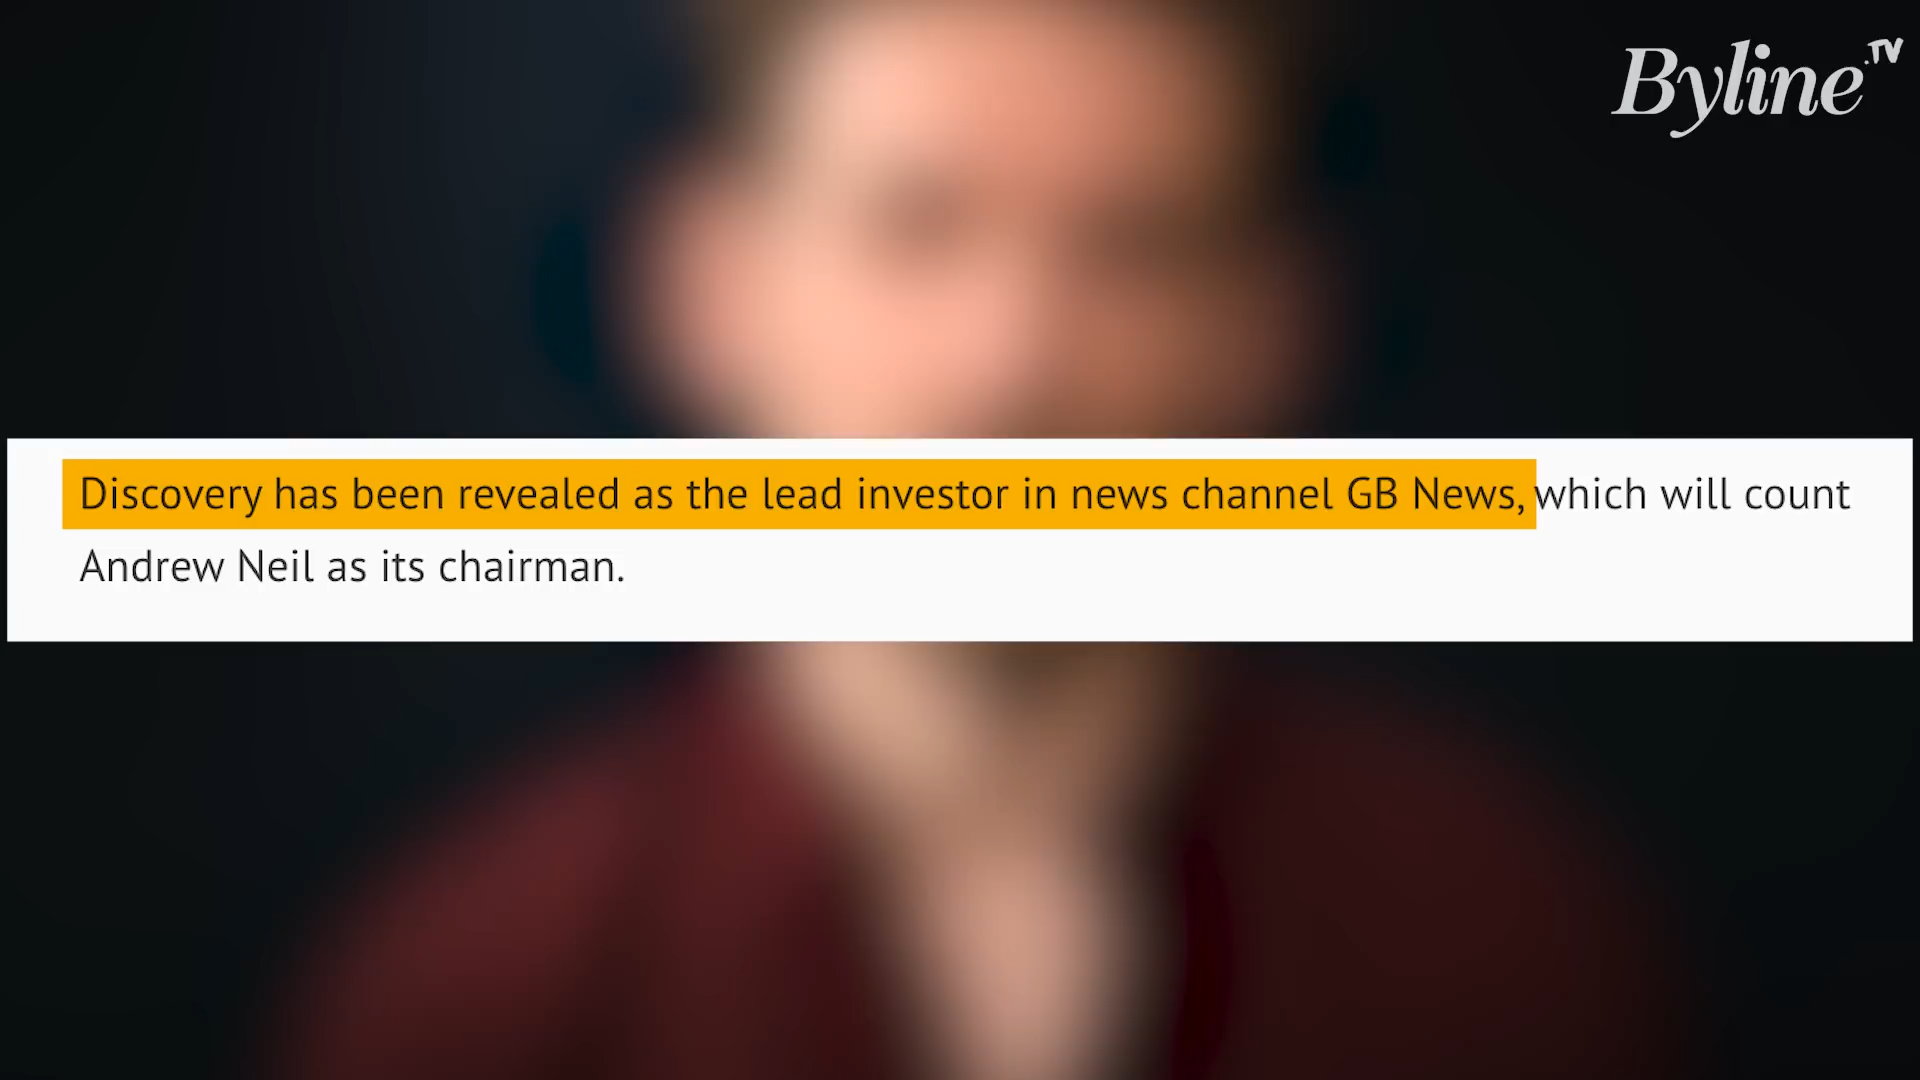 Byline.TV
Discovery has been revealed as the lead investor in news channel GB News, which will count
Andrew Neil as its chairman.